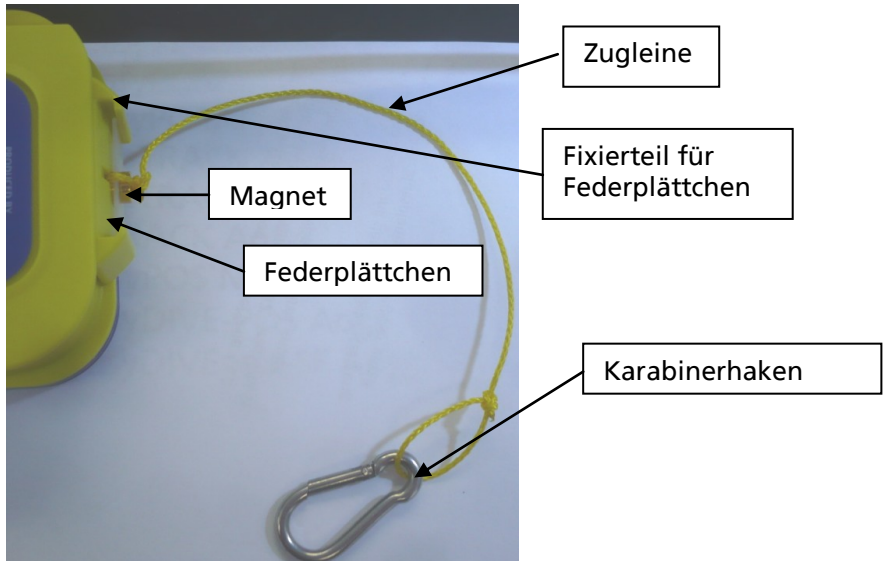 Zugleine
Fixierteil für
Federplättchen
Magnet
Federplättchen
Karabinerhaken